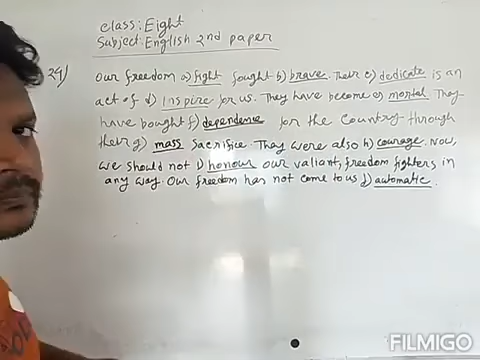 Class: Eight
Subject: English 2nd paper
29)
Our freedom a) fight fought b) brave. Their c) dedicate is an
act of d) Inspire for us. They have become e) mortal. They
have bought f) dependence for the Country through
their g) mass sacrifice. They were also h) courage. Now,
we should not i) honour our valiant, freedom fighters in
any way. Our freedom has not come to us j) automatic.
FILMIGO